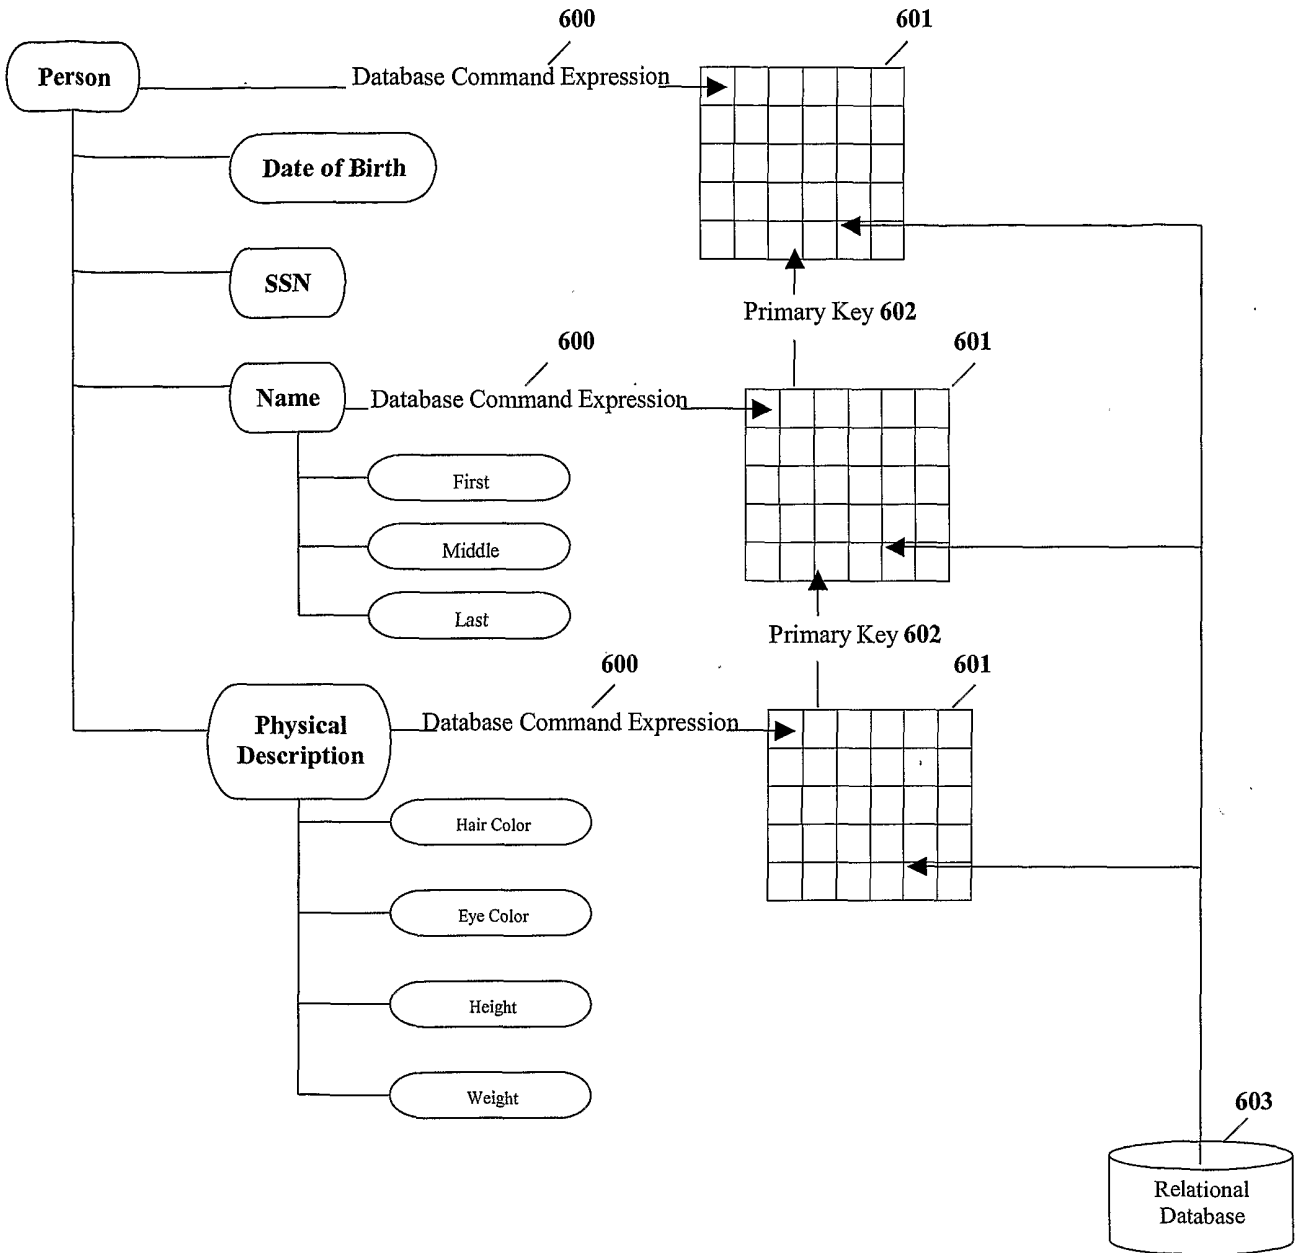 600
601
Person
Database Command Expression
Date of Birth
SSN
Primary Key 602
600
601
Name
Database Command Expression
First
Middle
Last
Primary Key 602
600
601
Physical
Description
Database Command Expression
Hair Color
Eye Color
Height
Weight
603
Relational
Database